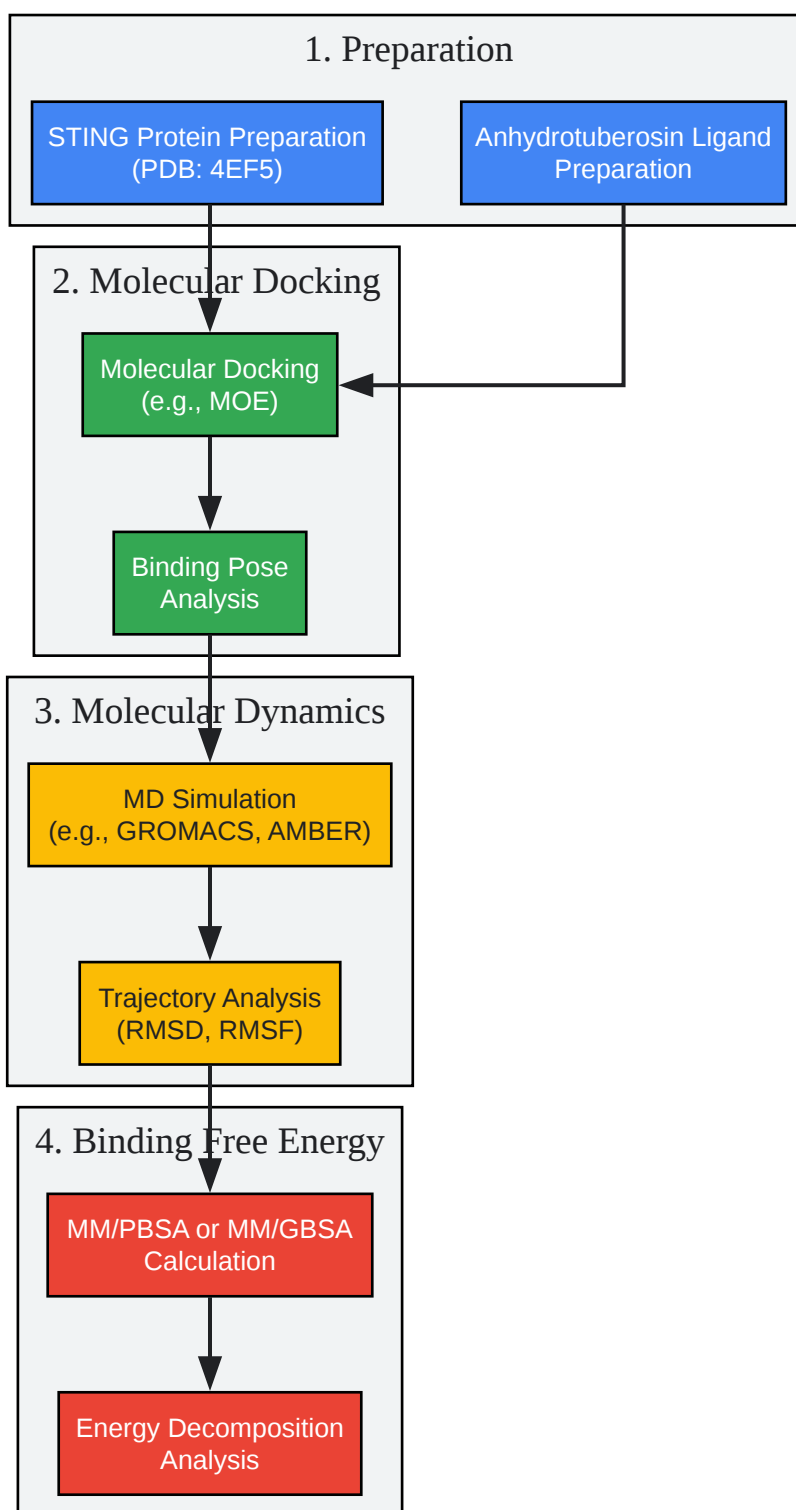 1. Preparation
STING Protein Preparation
(PDB: 4EF5)
Anhydrotuberosin Ligand
Preparation
2. Molecular Docking
Molecular Docking
(e.g., MOE)
Binding Pose
Analysis
3. Molecular Dynamics
MD Simulation
(e.g., GROMACS, AMBER)
Trajectory Analysis
(RMSD, RMSF)
4. Binding Free Energy
MM/PBSA or MM/GBSA
Calculation
Energy Decomposition
Analysis